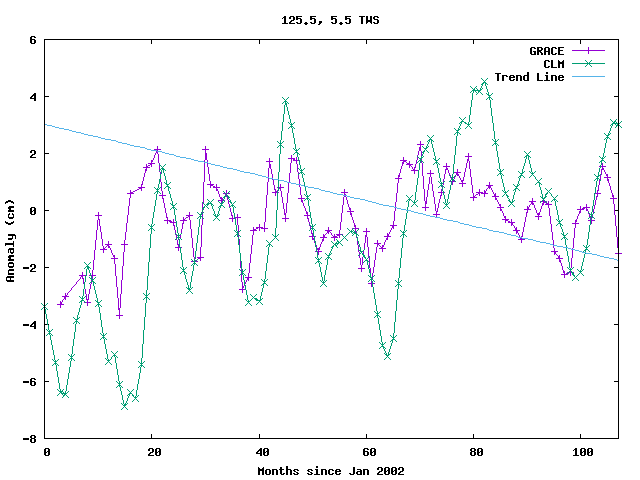 125.5, 5.5 TWS
GRACE
CLM
Trend Line
6
4
2
0
-2
-4
-6
-8
Anomaly (cm)
0 20 40 60 80 100
Months since Jan 2002